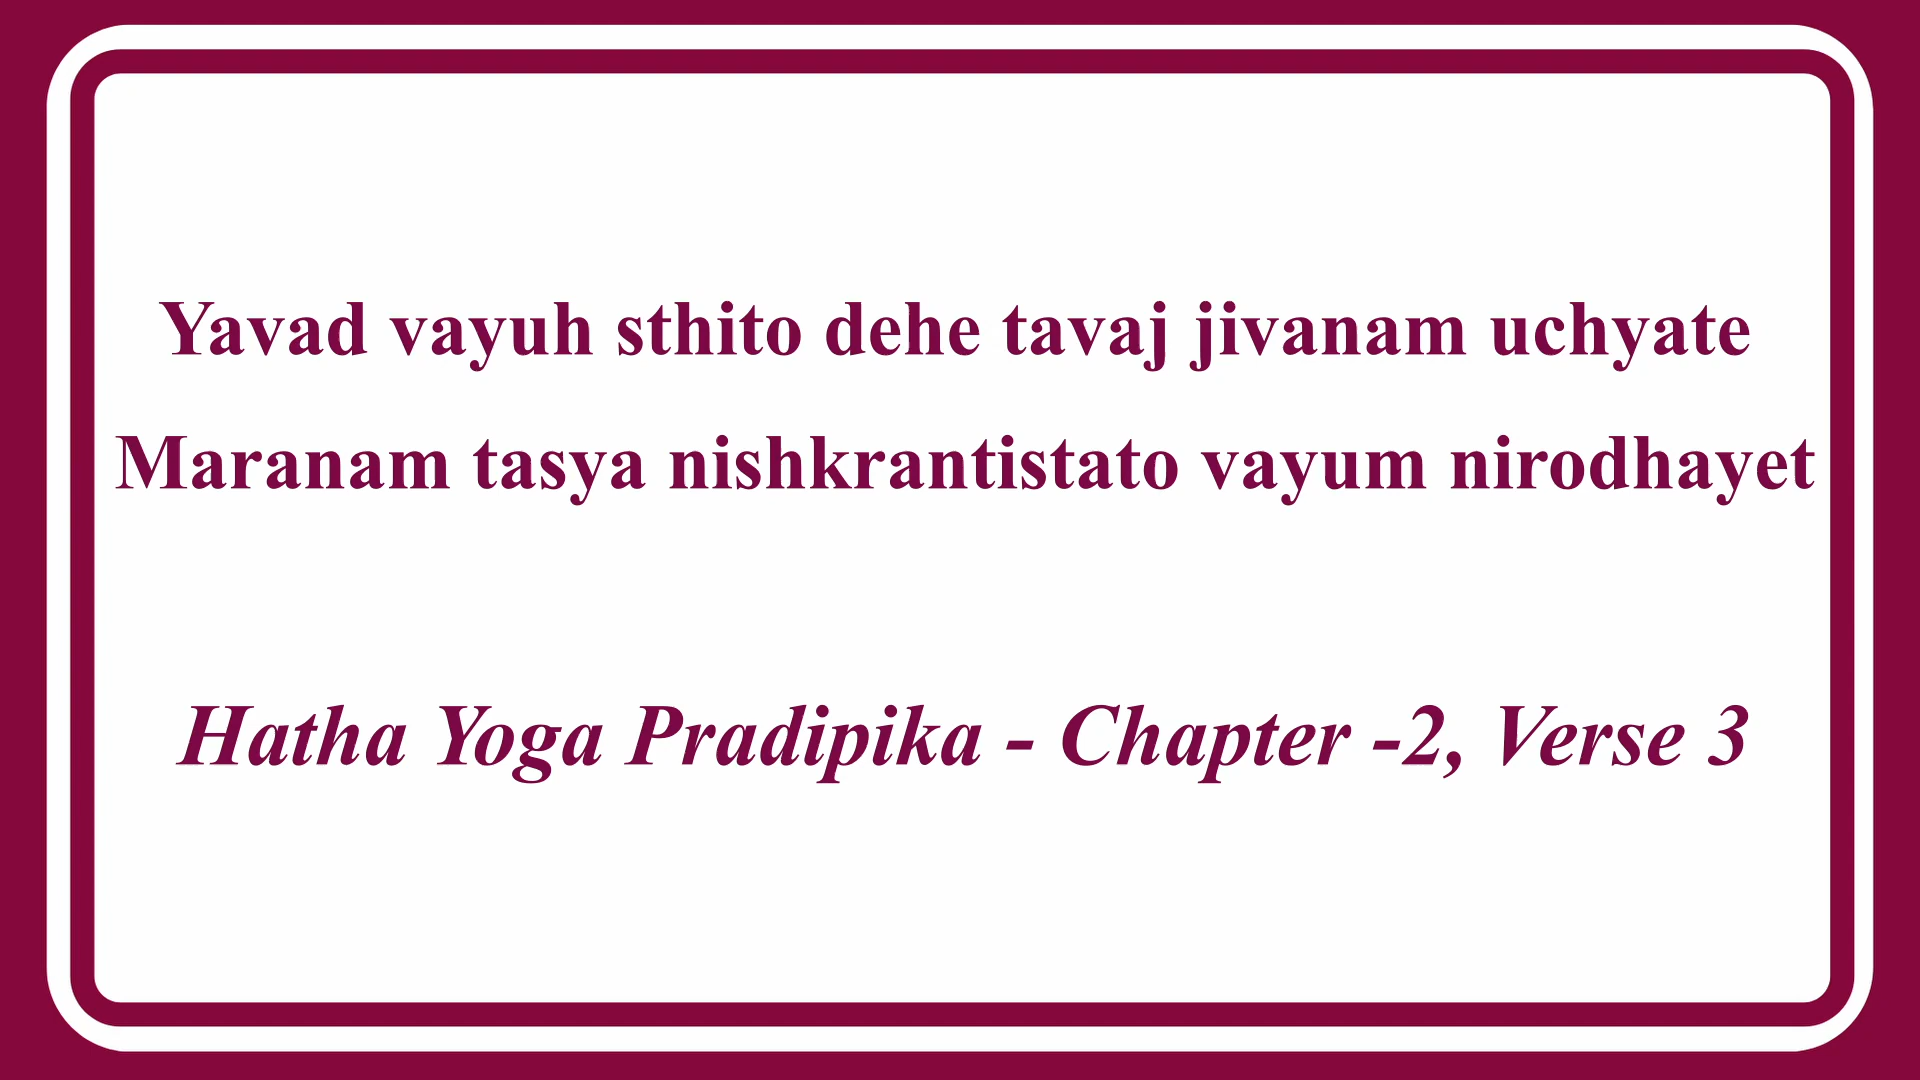 Yavad vayuh sthito dehe tavaj jivanam uchyate
Maranam tasya nishkrantistato vayum nirodhayet
Hatha Yoga Pradipika - Chapter -2, Verse 3